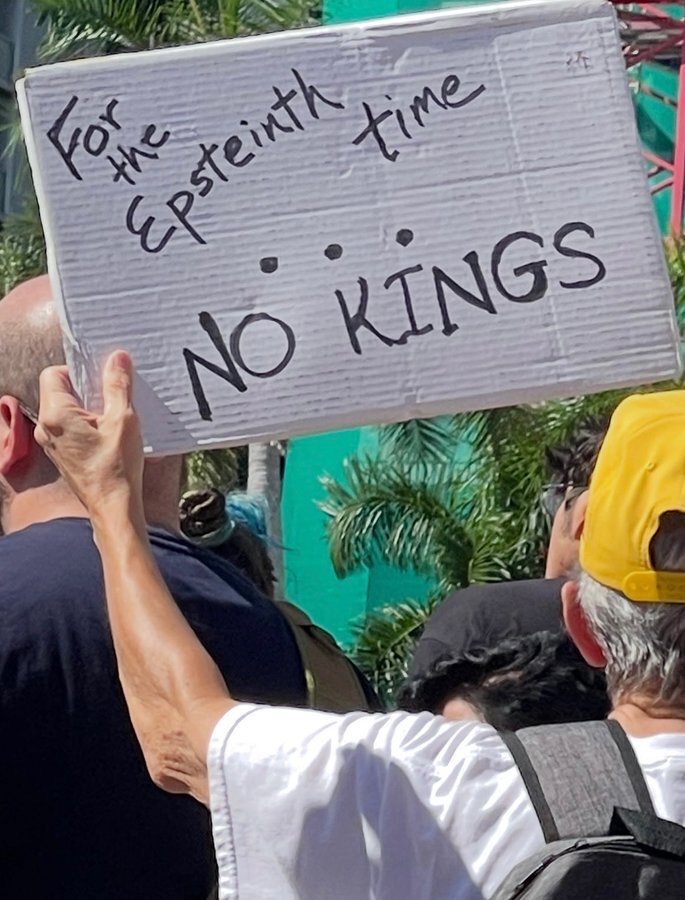 For the
Epsteinth time
. . .
NO KINGS